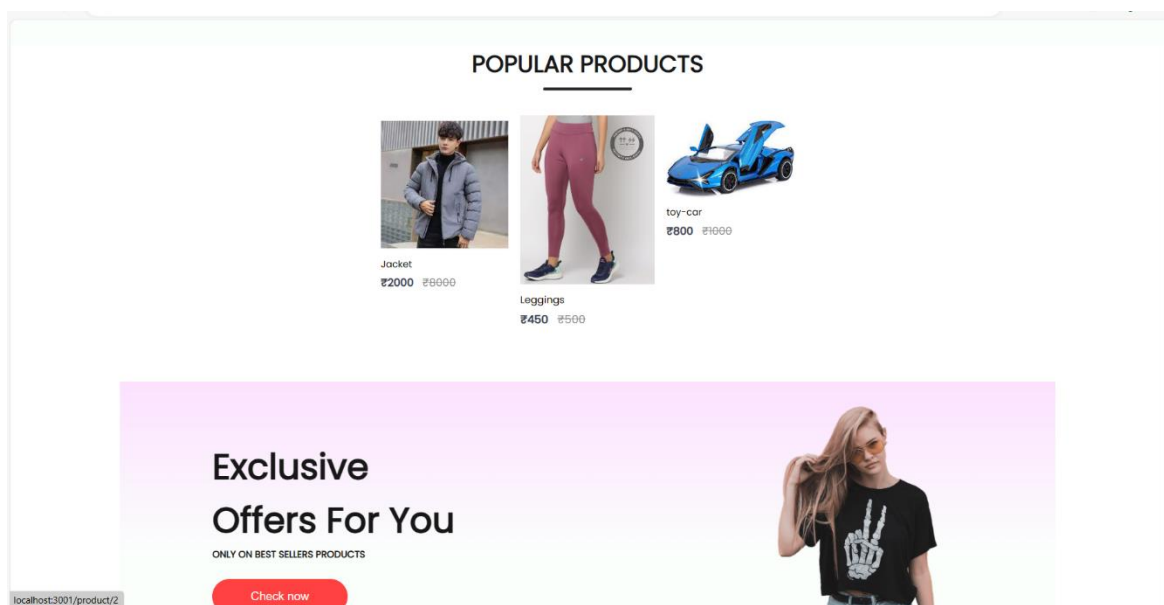 POPULAR PRODUCTS
Jacket
₹2000 ₹8000
Leggings
₹450 ₹500
toy-car
₹800 ₹1000
Exclusive
Offers For You
ONLY ON BEST SELLERS PRODUCTS
Check now
localhost:3001/product/2